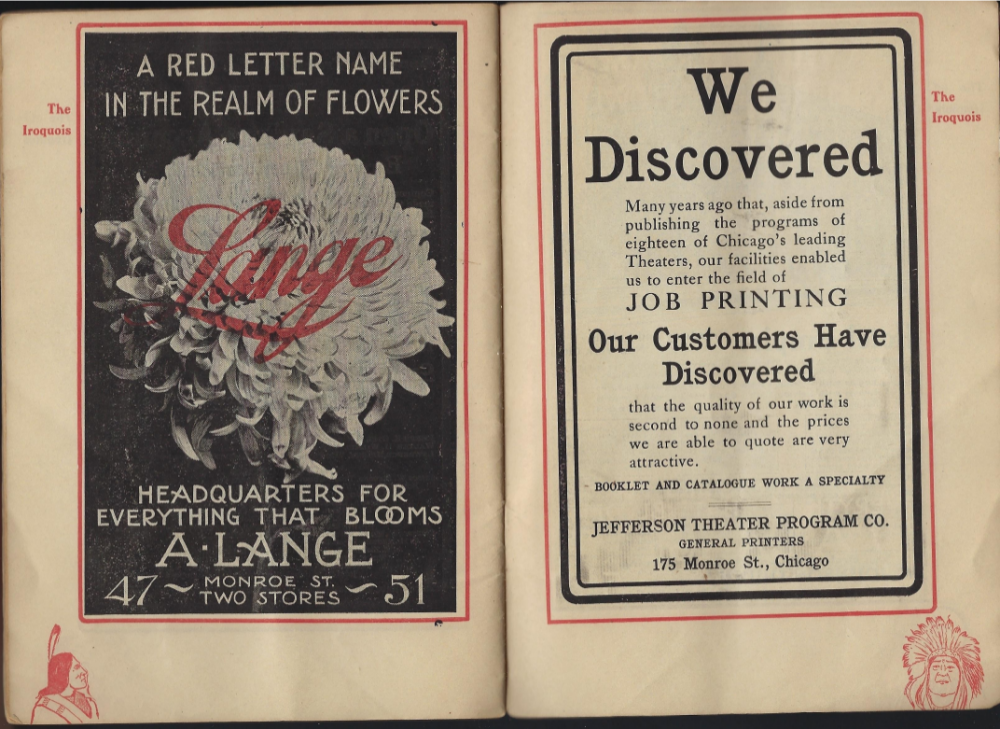 The
Iroquois
A RED LETTER NAME
IN THE REALM OF FLOWERS
Lange
HEADQUARTERS FOR
EVERYTHING THAT BLOOMS
A·LANGE
47 ~ MONROE ST. ~ 51
TWO STORES
The
Iroquois
We
Discovered
Many years ago that, aside from
publishing the programs of
eighteen of Chicago's leading
Theaters, our facilities enabled
us to enter the field of
JOB PRINTING
Our Customers Have
Discovered
that the quality of our work is
second to none and the prices
we are able to quote are very
attractive.
BOOKLET AND CATALOGUE WORK A SPECIALTY
JEFFERSON THEATER PROGRAM CO.
GENERAL PRINTERS
175 Monroe St., Chicago